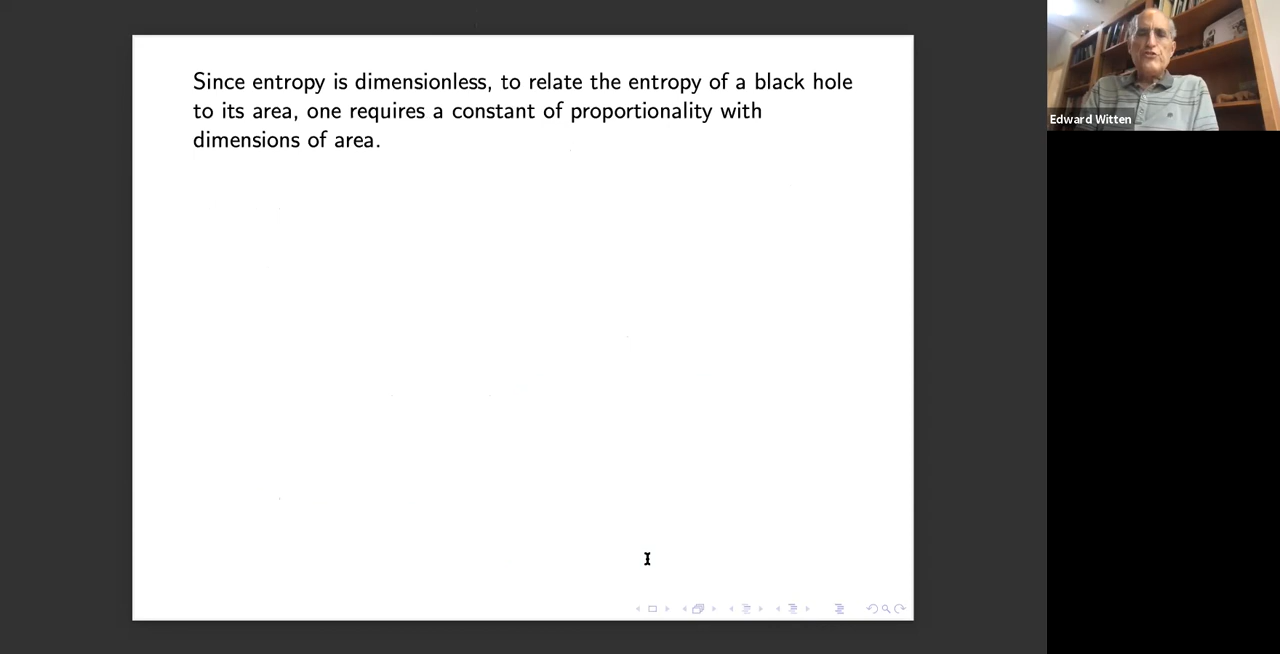 Since entropy is dimensionless, to relate the entropy of a black hole
to its area, one requires a constant of proportionality with
dimensions of area.
Edward Witten